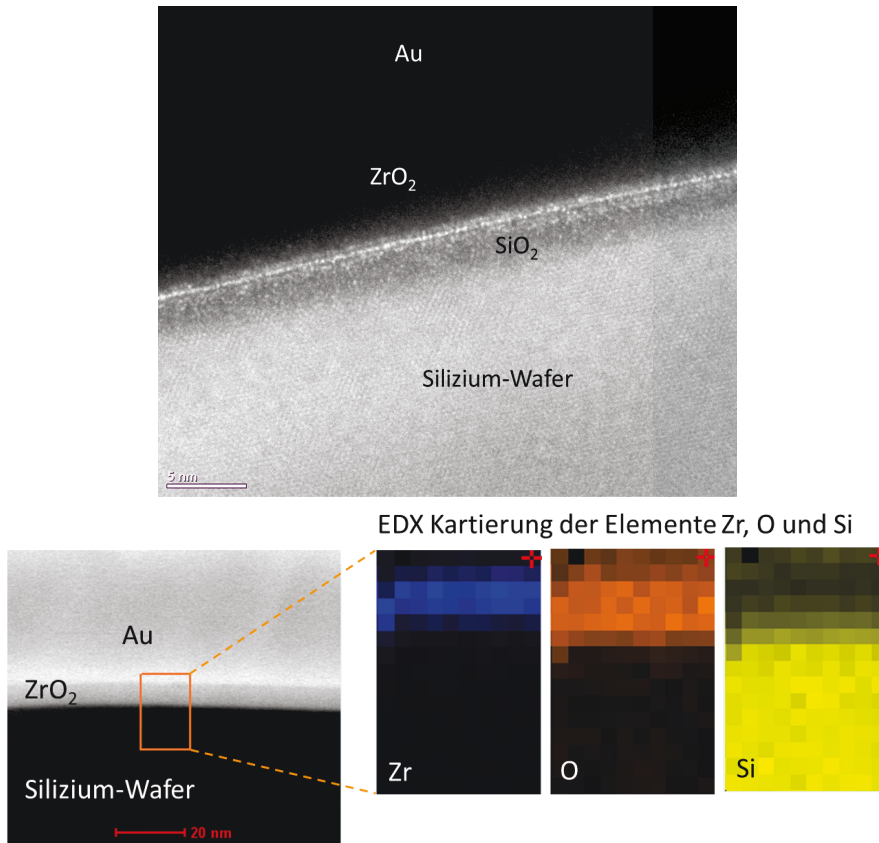 Au
ZrO₂
SiO₂
Silizium-Wafer
5 nm
EDX Kartierung der Elemente Zr, O und Si
Au
ZrO₂
Silizium-Wafer
20 nm
Zr
O
Si